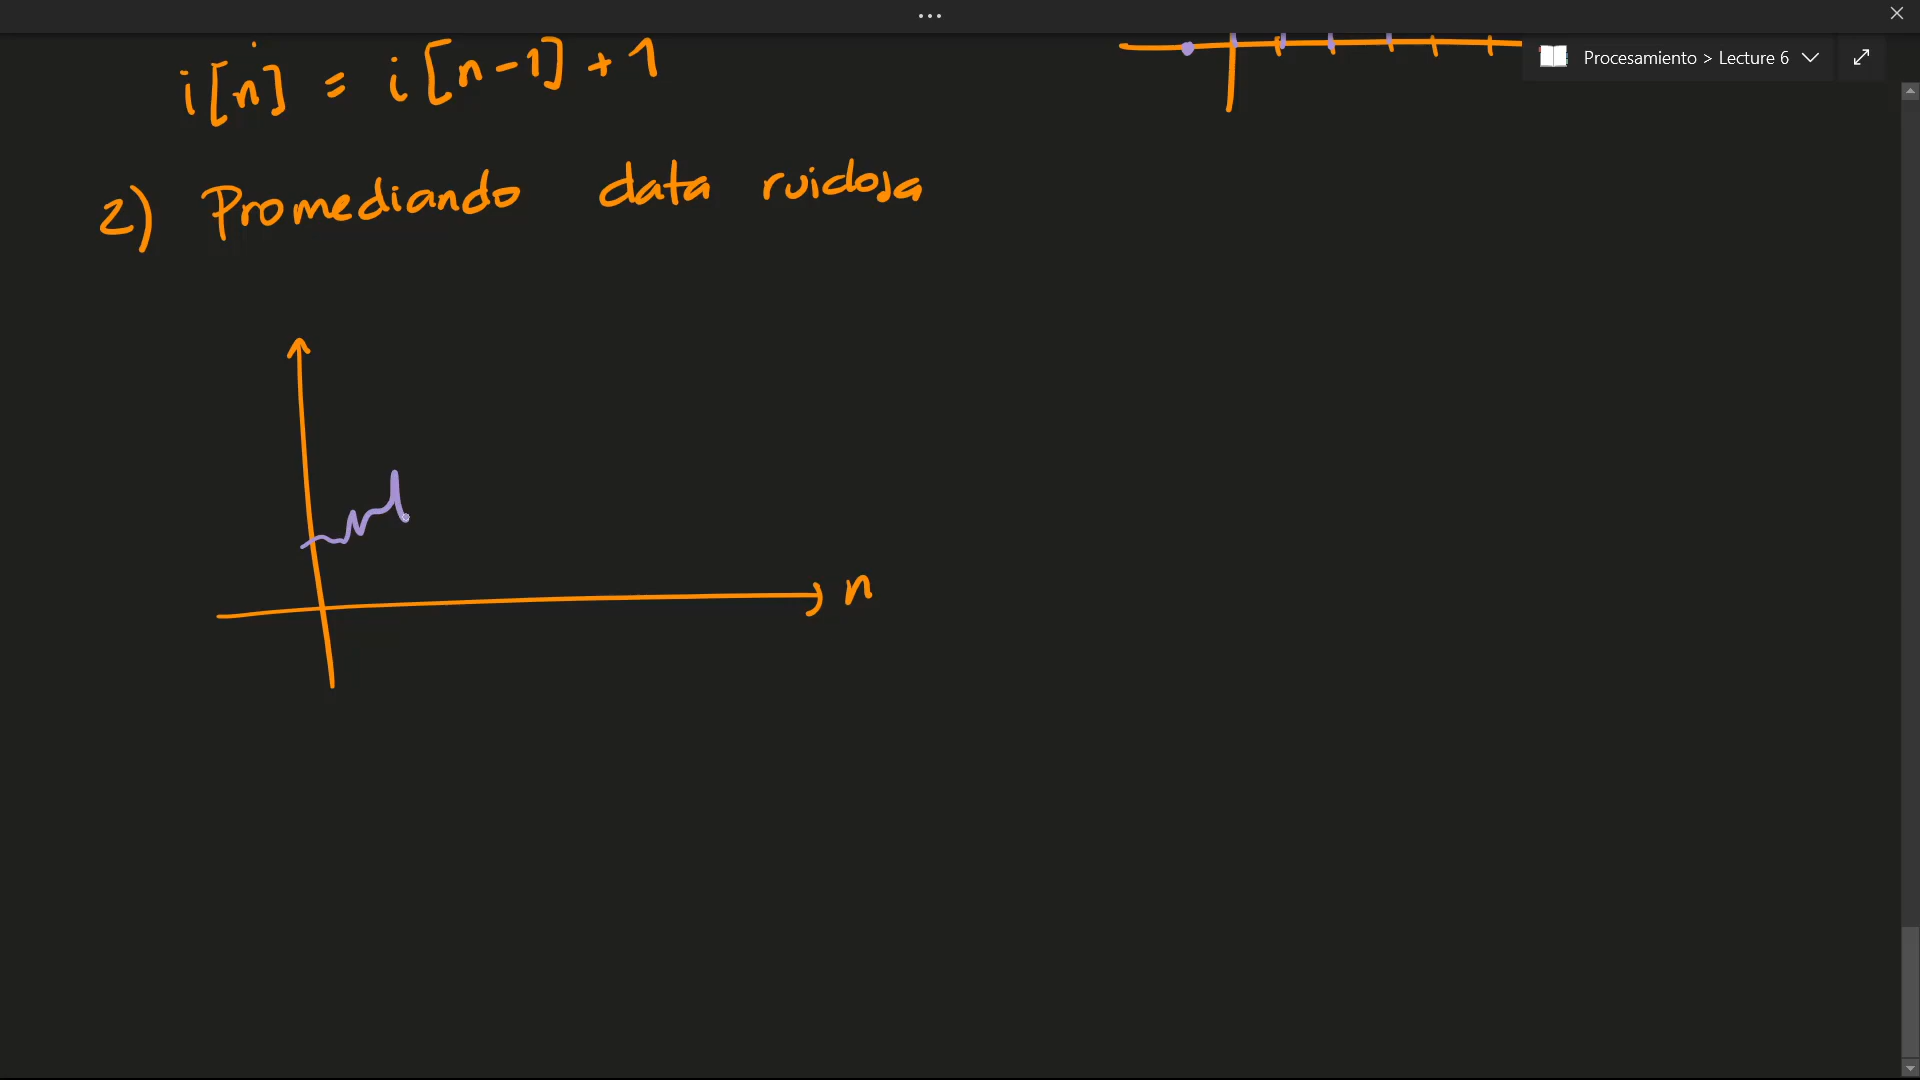 i[n] = i[n-1] + 1
Procesamiento > Lecture 6
2) Promediando data ruidosa
n